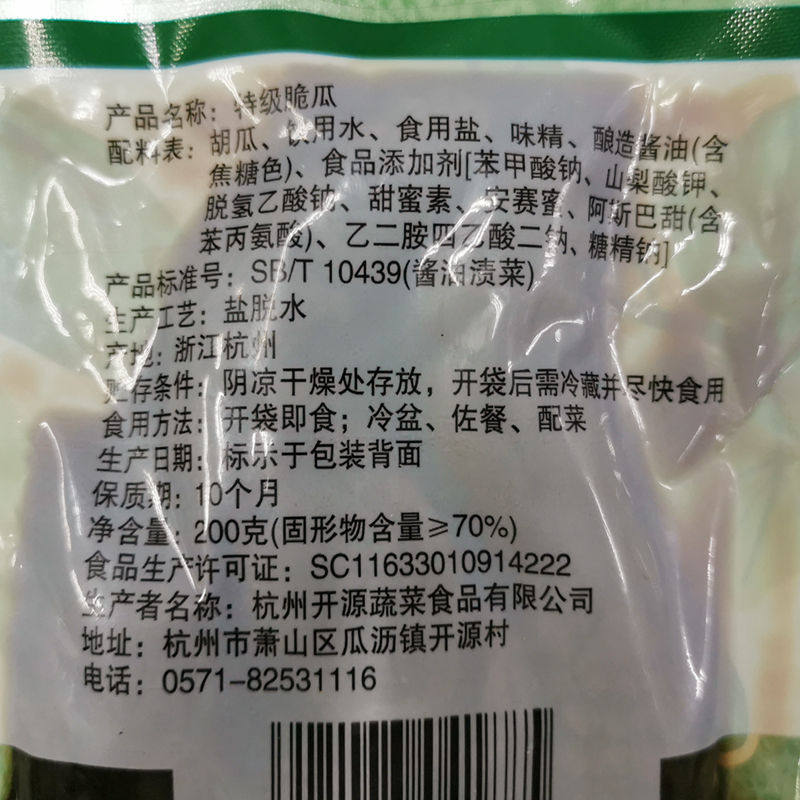 产品名称：特级脆瓜
配料表：胡瓜、饮用水、食用盐、味精、酿造酱油(含
焦糖色)、食品添加剂[苯甲酸钠、山梨酸钾、
脱氢乙酸钠、甜蜜素、安赛蜜、阿斯巴甜(含
苯丙氨酸)、乙二胺四乙酸二钠、糖精钠]
产品标准号：SB/T 10439(酱油渍菜)
生产工艺：盐脱水
产地：浙江杭州
贮存条件：阴凉干燥处存放，开袋后需冷藏并尽快食用
食用方法：开袋即食；冷盆、佐餐、配菜
生产日期：标示于包装背面
保质期：10个月
净含量：200克(固形物含量≥70%)
食品生产许可证：SC11633010914222
生产者名称：杭州开源蔬菜食品有限公司
地址：杭州市萧山区瓜沥镇开源村
电话：0571-82531116